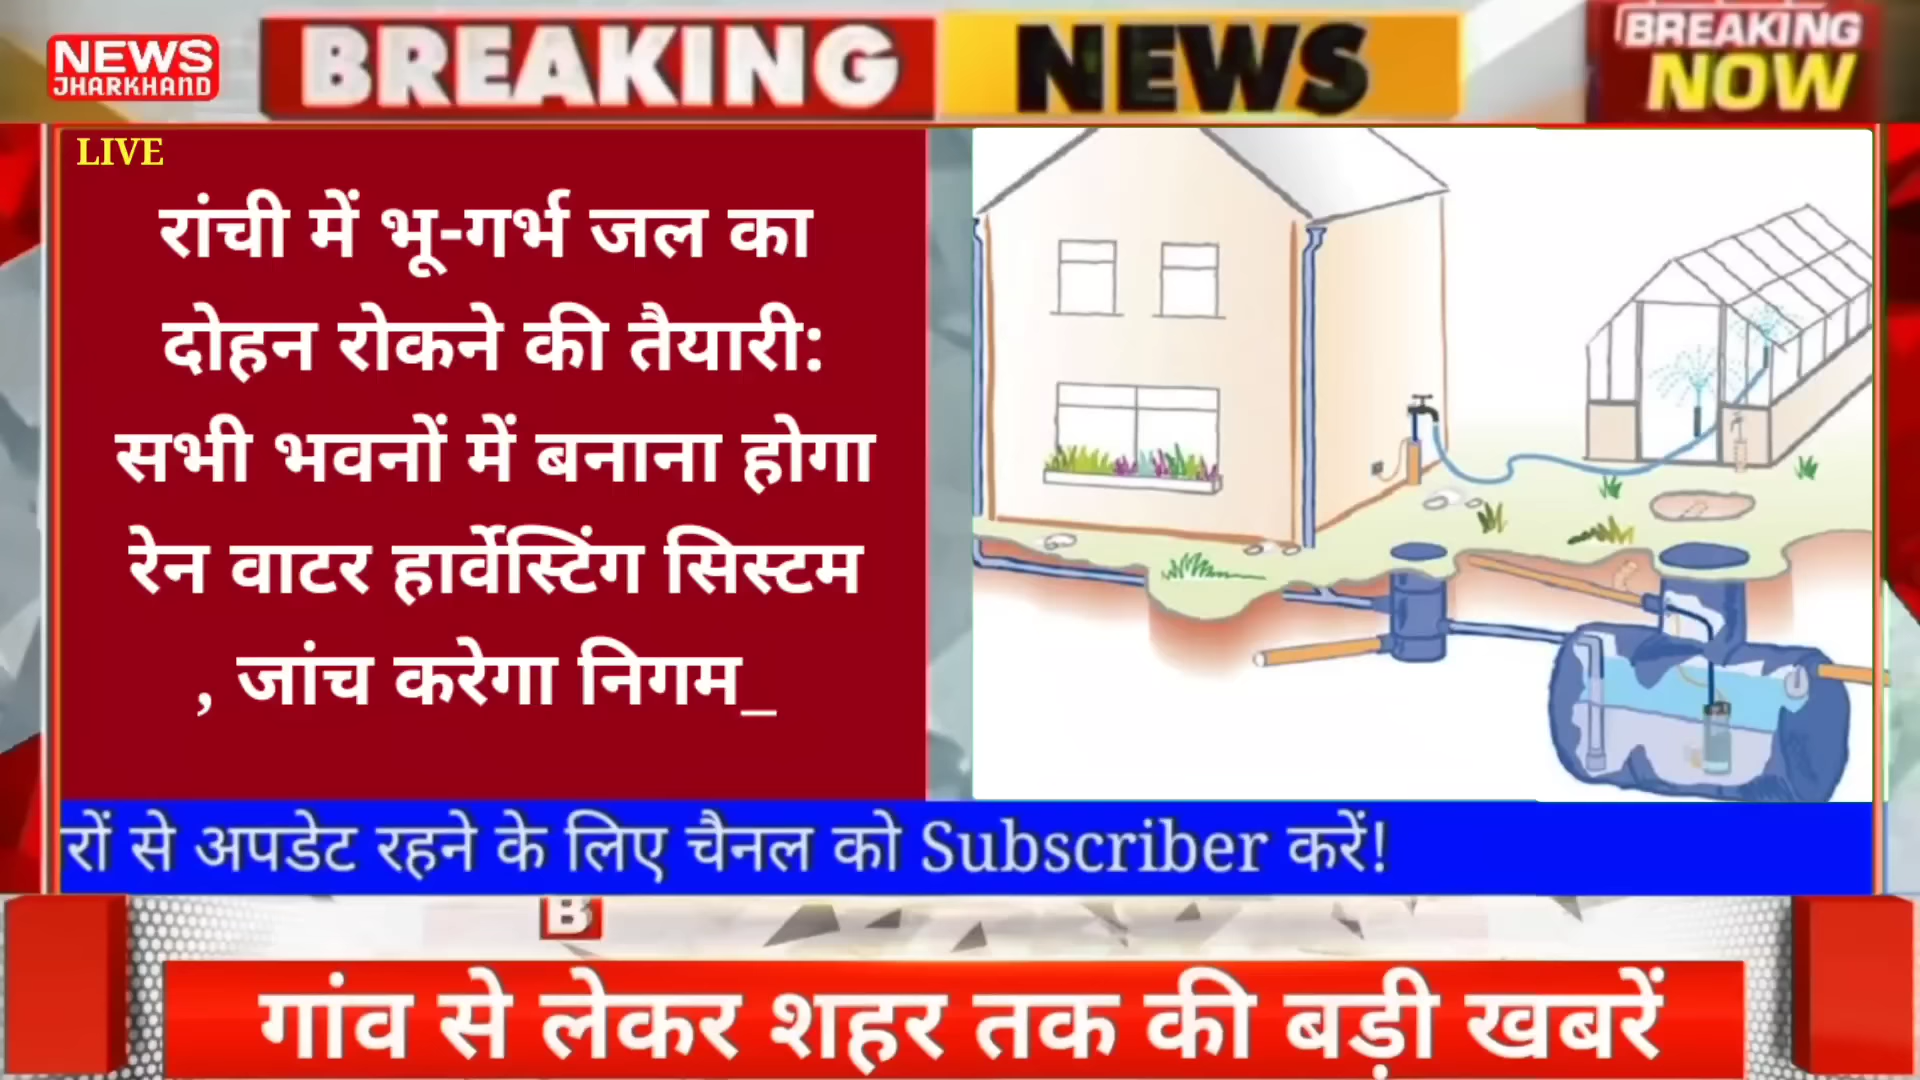 NEWS
JHARKHAND
BREAKING NEWS
BREAKING
NOW
LIVE
रांची में भू-गर्भ जल का
दोहन रोकने की तैयारी:
सभी भवनों में बनाना होगा
रेन वाटर हार्वेस्टिंग सिस्टम
, जांच करेगा निगम_
रों से अपडेट रहने के लिए चैनल को Subscriber करें!
B
गांव से लेकर शहर तक की बड़ी खबरें